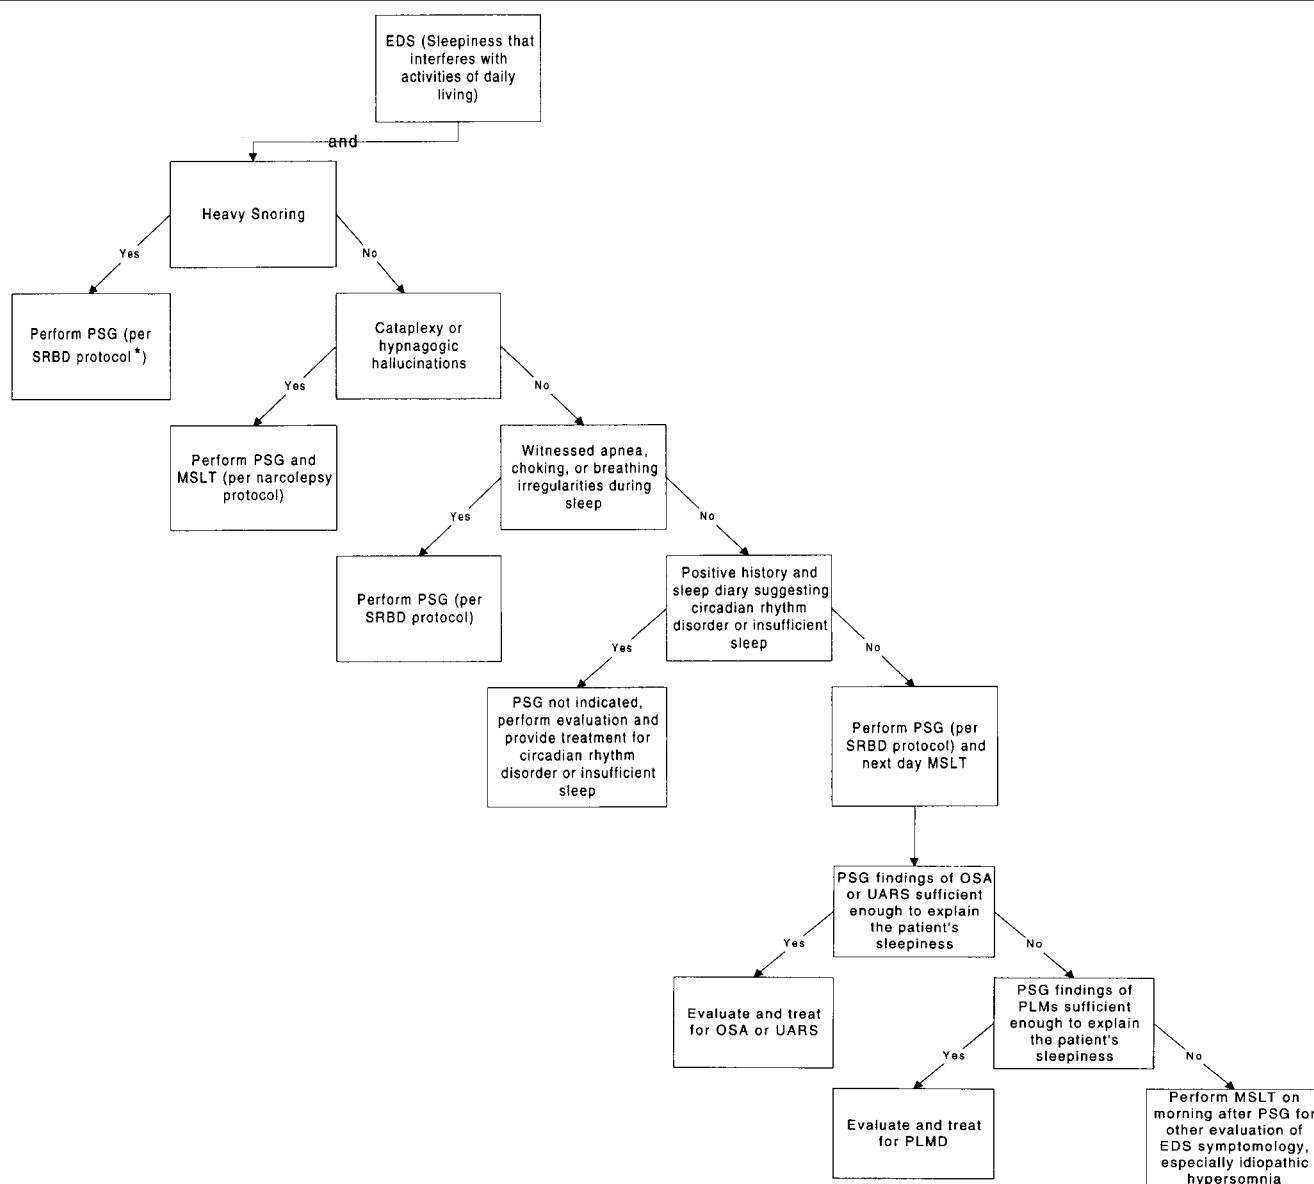 EDS (Sleepiness that
interferes with
activities of daily
living)
and
Heavy Snoring
Yes
No
Perform PSG (per
SRBD protocol*)
Cataplexy or
hypnagogic
hallucinations
Yes
No
Perform PSG and
MSLT (per narcolepsy
protocol)
Witnessed apnea,
choking, or breathing
irregularities during
sleep
Yes
No
Perform PSG (per
SRBD protocol)
Positive history and
sleep diary suggesting
circadian rhythm
disorder or insufficient
sleep
Yes
No
PSG not indicated,
perform evaluation and
provide treatment for
circadian rhythm
disorder or insufficient
sleep
Perform PSG (per
SRBD protocol) and
next day MSLT
PSG findings of OSA
or UARS sufficient
enough to explain
the patient's
sleepiness
Yes
No
Evaluate and treat
for OSA or UARS
PSG findings of
PLMs sufficient
enough to explain
the patient's
sleepiness
Yes
No
Evaluate and treat
for PLMD
Perform MSLT on
morning after PSG for
other evaluation of
EDS symptomology,
especially idiopathic
hypersomnia